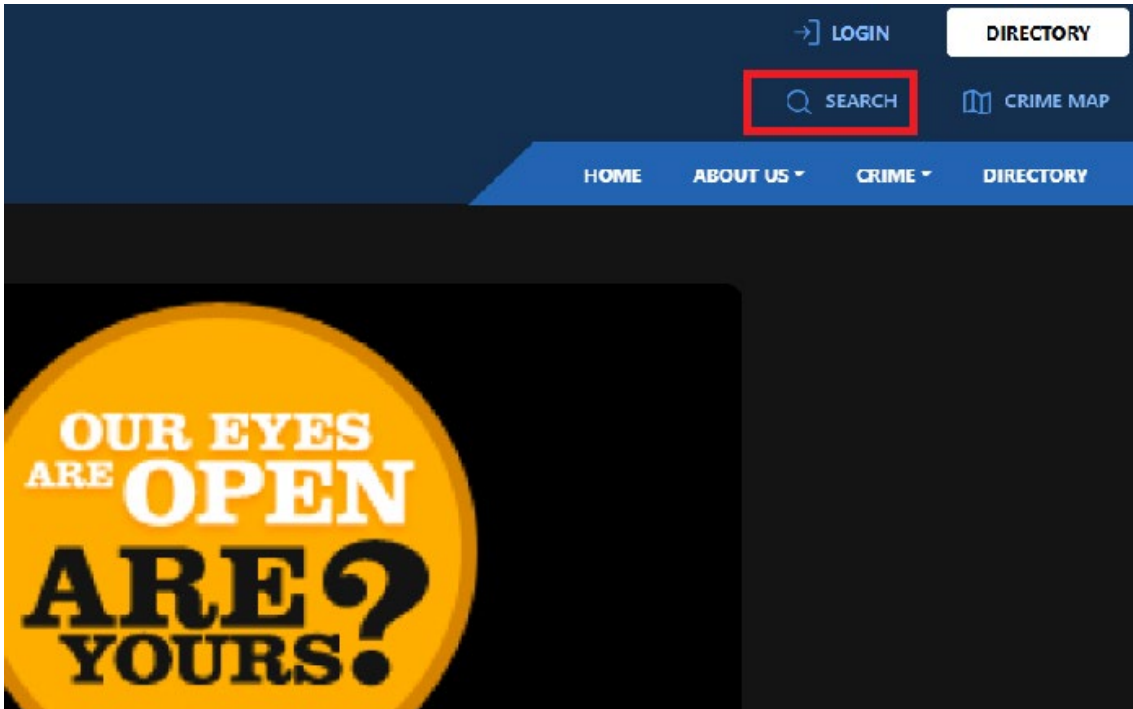 LOGIN DIRECTORY
SEARCH CRIME MAP
HOME ABOUT US CRIME DIRECTORY
OUR EYES
ARE OPEN
ARE
YOURS?